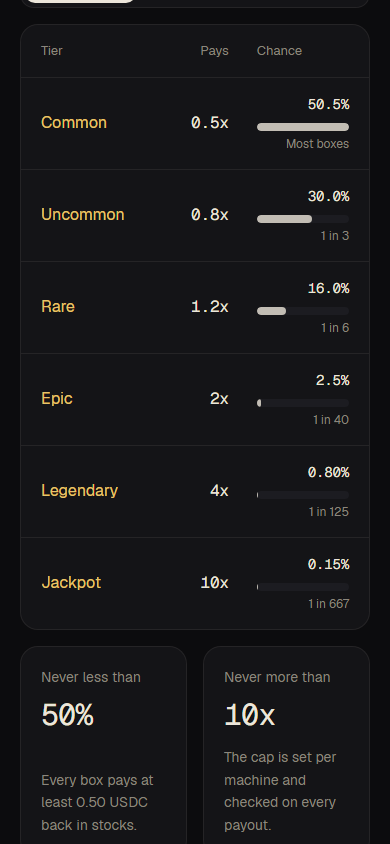 Tier Pays Chance
50.5%
Common 0.5x
Most boxes
30.0%
Uncommon 0.8x
1 in 3
16.0%
Rare 1.2x
1 in 6
2.5%
Epic 2x
1 in 40
0.80%
Legendary 4x
1 in 125
0.15%
Jackpot 10x
1 in 667
Never less than
50%
Every box pays at
least 0.50 USDC
back in stocks.
Never more than
10x
The cap is set per
machine and
checked on every
payout.